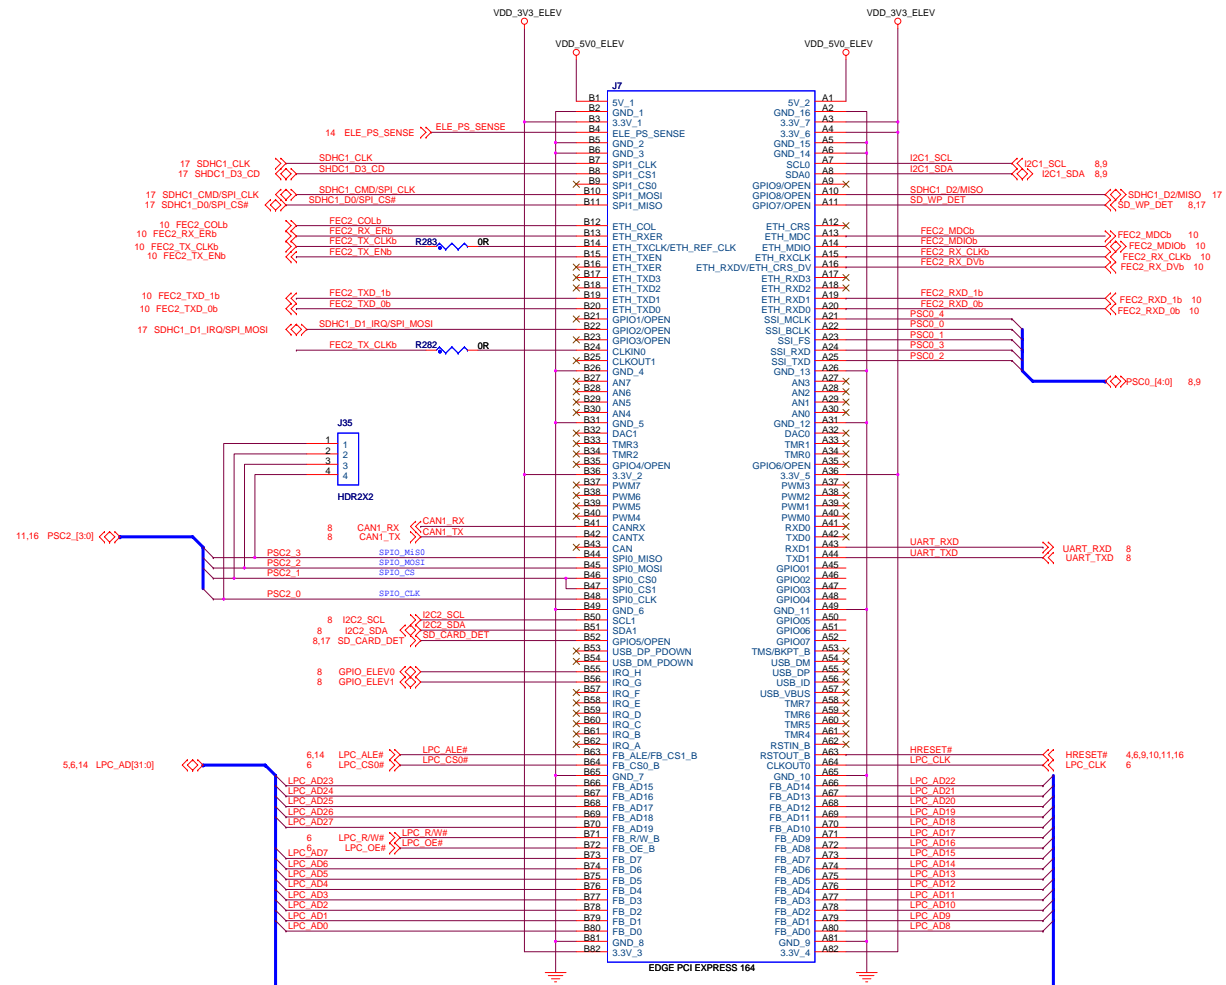 VDD_3V3_ELEV
VDD_3V3_ELEV
VDD_5V0_ELEV
VDD_5V0_ELEV
J7
B1 5V_1 5V_2 A1
B2 GND_1 GND_16 A2
B3 3.3V_1 3.3V_7 A3
14 ELE_PS_SENSE ELE_PS_SENSE B4 ELE_PS_SENSE 3.3V_6 A4
B5 GND_2 GND_15 A5
B6 GND_3 GND_14 A6
17 SDHC1_CLK SDHC1_CLK B7 SPI1_CLK SCL0 A7 I2C1_SCL I2C1_SCL 8,9
17 SHDC1_D3_CD SHDC1_D3_CD B8 SPI1_CS1 SDA0 A8 I2C1_SDA I2C1_SDA 8,9
B9 SPI1_CS0 GPIO9/OPEN A9
17 SDHC1_CMD/SPI_CLK SDHC1_CMD/SPI_CLK B10 SPI1_MOSI GPIO8/OPEN A10 SDHC1_D2/MISO SDHC1_D2/MISO 17
17 SDHC1_D0/SPI_CS# SDHC1_D0/SPI_CS# B11 SPI1_MISO GPIO7/OPEN A11 SD_WP_DET SD_WP_DET 8,17
10 FEC2_COLb FEC2_COLb B12 ETH_COL ETH_CRS A12
10 FEC2_RX_ERb FEC2_RX_ERb B13 ETH_RXER ETH_MDC A13 FEC2_MDCb FEC2_MDCb 10
10 FEC2_TX_CLKb FEC2_TX_CLKb R283 0R B14 ETH_TXCLK/ETH_REF_CLK ETH_MDIO A14 FEC2_MDIOb FEC2_MDIOb 10
10 FEC2_TX_ENb FEC2_TX_ENb B15 ETH_TXEN ETH_RXCLK A15 FEC2_RX_CLKb FEC2_RX_CLKb 10
B16 ETH_TXER ETH_RXDV/ETH_CRS_DV A16 FEC2_RX_DVb FEC2_RX_DVb 10
B17 ETH_TXD3 ETH_RXD3 A17
B18 ETH_TXD2 ETH_RXD2 A18
10 FEC2_TXD_1b FEC2_TXD_1b B19 ETH_TXD1 ETH_RXD1 A19 FEC2_RXD_1b FEC2_RXD_1b 10
10 FEC2_TXD_0b FEC2_TXD_0b B20 ETH_TXD0 ETH_RXD0 A20 FEC2_RXD_0b FEC2_RXD_0b 10
B21 GPIO1/OPEN SSI_MCLK A21 PSC0_4
17 SDHC1_D1_IRQ/SPI_MOSI SDHC1_D1_IRQ/SPI_MOSI B22 GPIO2/OPEN SSI_BCLK A22 PSC0_0
B23 GPIO3/OPEN SSI_FS A23 PSC0_1
FEC2_TX_CLKb R282 0R B24 CLKIN0 SSI_RXD A24 PSC0_3
B25 CLKOUT1 SSI_TXD A25 PSC0_2
B26 GND_4 GND_13 A26
B27 AN7 AN3 A27 PSC0_[4:0] 8,9
B28 AN6 AN2 A28
B29 AN5 AN1 A29
B30 AN4 AN0 A30
B31 GND_5 GND_12 A31
J35
B32 DAC1 DAC0 A32
1 1 B33 TMR3 TMR1 A33
2 2 B34 TMR2 TMR0 A34
3 3 B35 GPIO4/OPEN GPIO6/OPEN A35
4 4 B36 3.3V_2 3.3V_5 A36
B37 PWM7 PWM3 A37
HDR2X2 B38 PWM6 PWM2 A38
B39 PWM5 PWM1 A39
B40 PWM4 PWM0 A40
8 CAN1_RX CAN1_RX B41 CANRX RXD0 A41
8 CAN1_TX CAN1_TX B42 CANTX TXD0 A42
11,16 PSC2_[3:0] B43 CAN RXD1 A43 UART_RXD UART_RXD 8
PSC2_3 SPIO_MiS0 B44 SPI0_MISO TXD1 A44 UART_TXD UART_TXD 8
PSC2_2 SPIO_MOSI B45 SPI0_MOSI GPIO01 A45
PSC2_1 SPIO_CS B46 SPI0_CS0 GPIO02 A46
B47 SPI0_CS1 GPIO03 A47
PSC2_0 SPIO_CLK B48 SPI0_CLK GPIO04 A48
B49 GND_6 GND_11 A49
8 I2C2_SCL I2C2_SCL B50 SCL1 GPIO05 A50
8 I2C2_SDA I2C2_SDA B51 SDA1 GPIO06 A51
8,17 SD_CARD_DET SD_CARD_DET B52 GPIO5/OPEN GPIO07 A52
B53 USB_DP_PDOWN TMS/BKPT_B A53
B54 USB_DM_PDOWN USB_DM A54
8 GPIO_ELEV0 B55 IRQ_H USB_DP A55
8 GPIO_ELEV1 B56 IRQ_G USB_ID A56
B57 IRQ_F USB_VBUS A57
B58 IRQ_E TMR7 A58
B59 IRQ_D TMR6 A59
B60 IRQ_C TMR5 A60
B61 IRQ_B TMR4 A61
B62 IRQ_A RSTIN_B A62
6,14 LPC_ALE# LPC_ALE# B63 FB_ALE/FB_CS1_B RSTOUT_B A63 HRESET# HRESET# 4,6,9,10,11,16
5,6,14 LPC_AD[31:0] 6 LPC_CS0# LPC_CS0# B64 FB_CS0_B CLKOUT0 A64 LPC_CLK LPC_CLK 6
B65 GND_7 GND_10 A65
LPC_AD23 B66 FB_AD15 FB_AD14 A66 LPC_AD22
LPC_AD24 B67 FB_AD16 FB_AD13 A67 LPC_AD21
LPC_AD25 B68 FB_AD17 FB_AD12 A68 LPC_AD20
LPC_AD26 B69 FB_AD18 FB_AD11 A69 LPC_AD19
LPC_AD27 B70 FB_AD19 FB_AD10 A70 LPC_AD18
6 LPC_R/W# LPC_R/W# B71 FB_R/W_B FB_AD9 A71 LPC_AD17
6 LPC_OE# LPC_OE# B72 FB_OE_B FB_AD8 A72 LPC_AD16
LPC_AD7 B73 FB_D7 FB_AD7 A73 LPC_AD15
LPC_AD6 B74 FB_D6 FB_AD6 A74 LPC_AD14
LPC_AD5 B75 FB_D5 FB_AD5 A75 LPC_AD13
LPC_AD4 B76 FB_D4 FB_AD4 A76 LPC_AD12
LPC_AD3 B77 FB_D3 FB_AD3 A77 LPC_AD11
LPC_AD2 B78 FB_D2 FB_AD2 A78 LPC_AD10
LPC_AD1 B79 FB_D1 FB_AD1 A79 LPC_AD9
LPC_AD0 B80 FB_D0 FB_AD0 A80 LPC_AD8
B81 GND_8 GND_9 A81
B82 3.3V_3 3.3V_4 A82
EDGE PCI EXPRESS 164